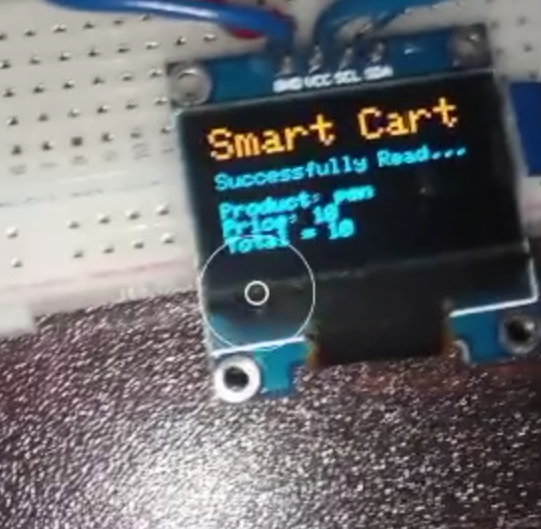 GND VCC SCL SDA
Smart Cart
Successfully Read...
Product: pen
Price: 10
Total = 10